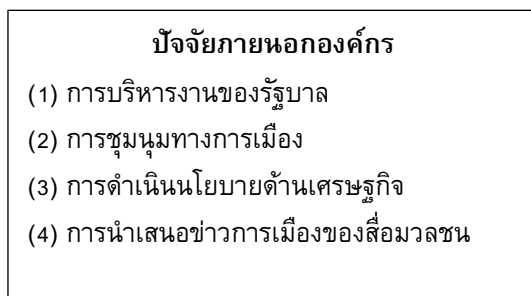 ปัจจัยภายนอกองค์กร
(1) การบริหารงานของรัฐบาล
(2) การชุมนุมทางการเมือง
(3) การดำเนินนโยบายด้านเศรษฐกิจ
(4) การนำเสนอข่าวการเมืองของสื่อมวลชน